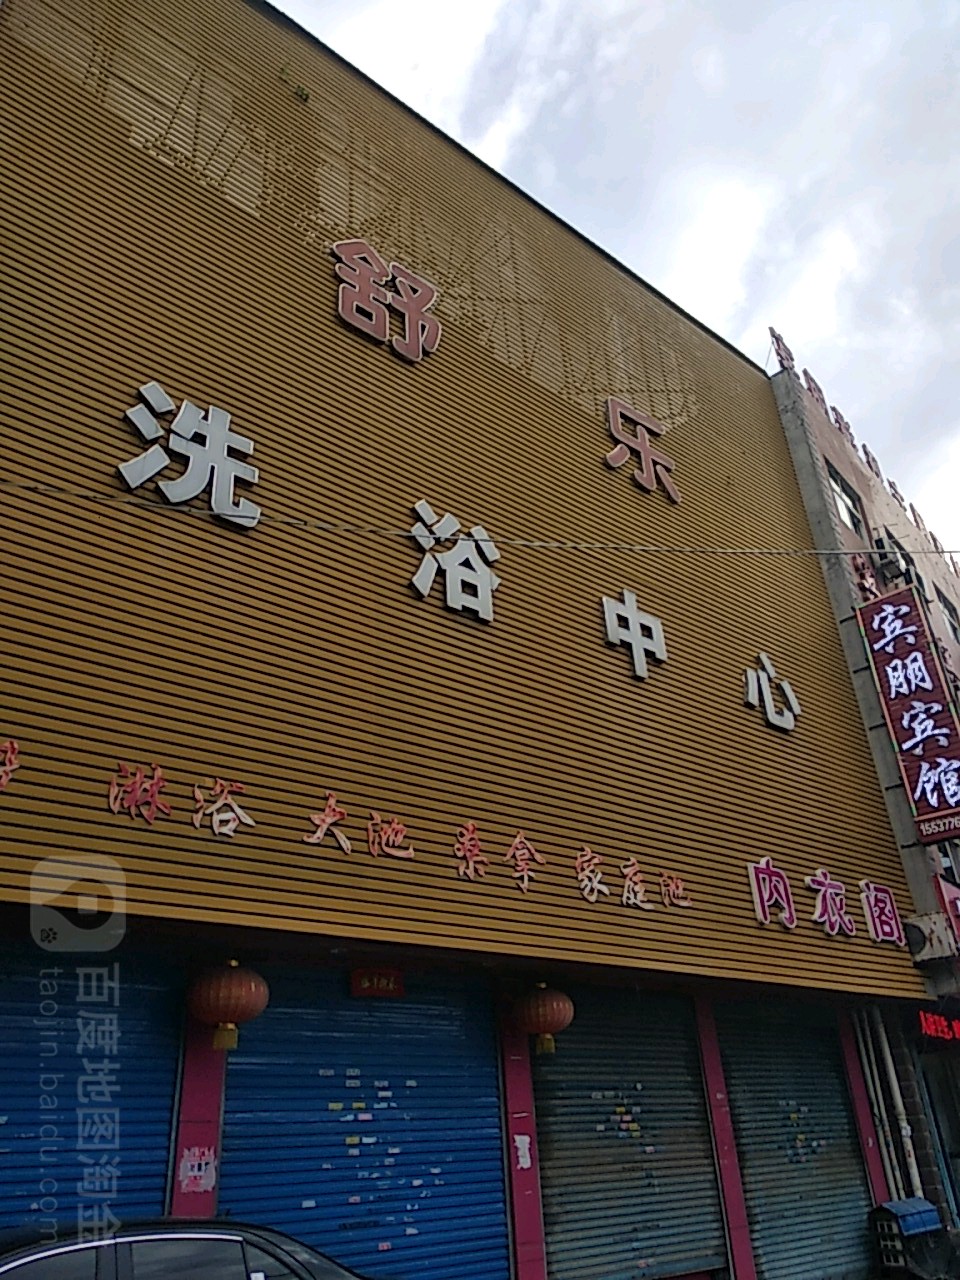 舒乐
洗浴中心
淋浴 大池 桑拿 家庭池
内衣阁
宾朋宾馆
1553776
百度地图淘金
taojin.baidu.com